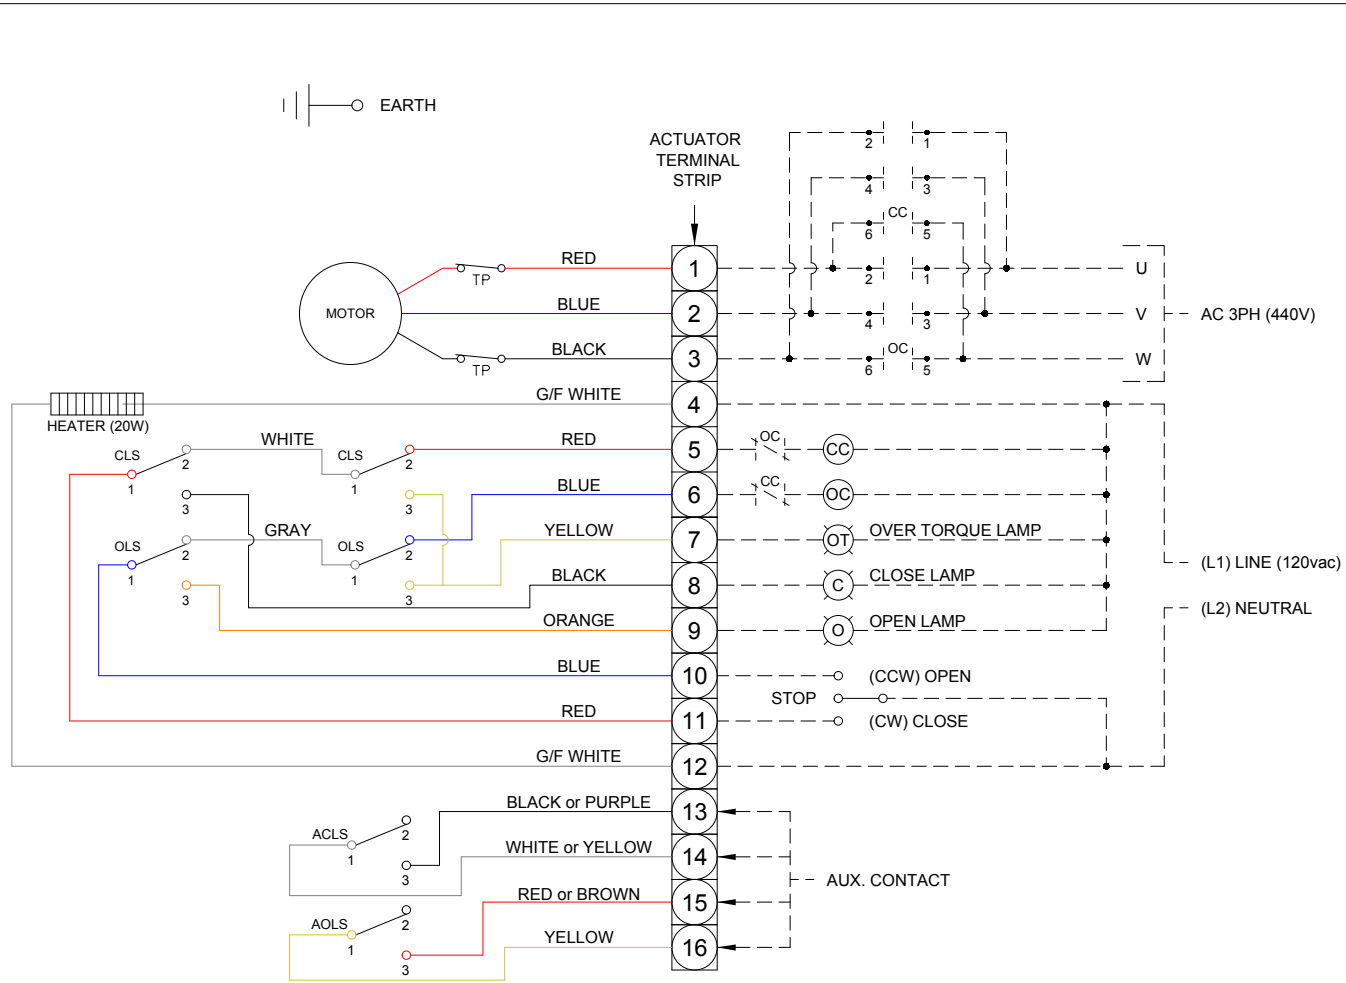 EARTH
ACTUATOR
TERMINAL
STRIP
2 1
4 3
CC
6 5
RED
1
2 1
U
TP
MOTOR
BLUE
2
4 3
V
AC 3PH (440V)
BLACK
3
OC
6 5
W
TP
G/F WHITE
4
HEATER (20W)
WHITE
CLS
1
2
3
CLS
1
2
3
RED
5
OC
CC
BLUE
6
CC
OC
GRAY
OLS
1
2
3
OLS
1
2
3
YELLOW
7
OT
OVER TORQUE LAMP
BLACK
8
C
CLOSE LAMP
(L1) LINE (120vac)
(L2) NEUTRAL
ORANGE
9
O
OPEN LAMP
BLUE
10
(CCW) OPEN
STOP
RED
11
(CW) CLOSE
G/F WHITE
12
BLACK or PURPLE
13
ACLS
1
2
3
WHITE or YELLOW
14
AUX. CONTACT
RED or BROWN
15
AOLS
1
2
3
YELLOW
16